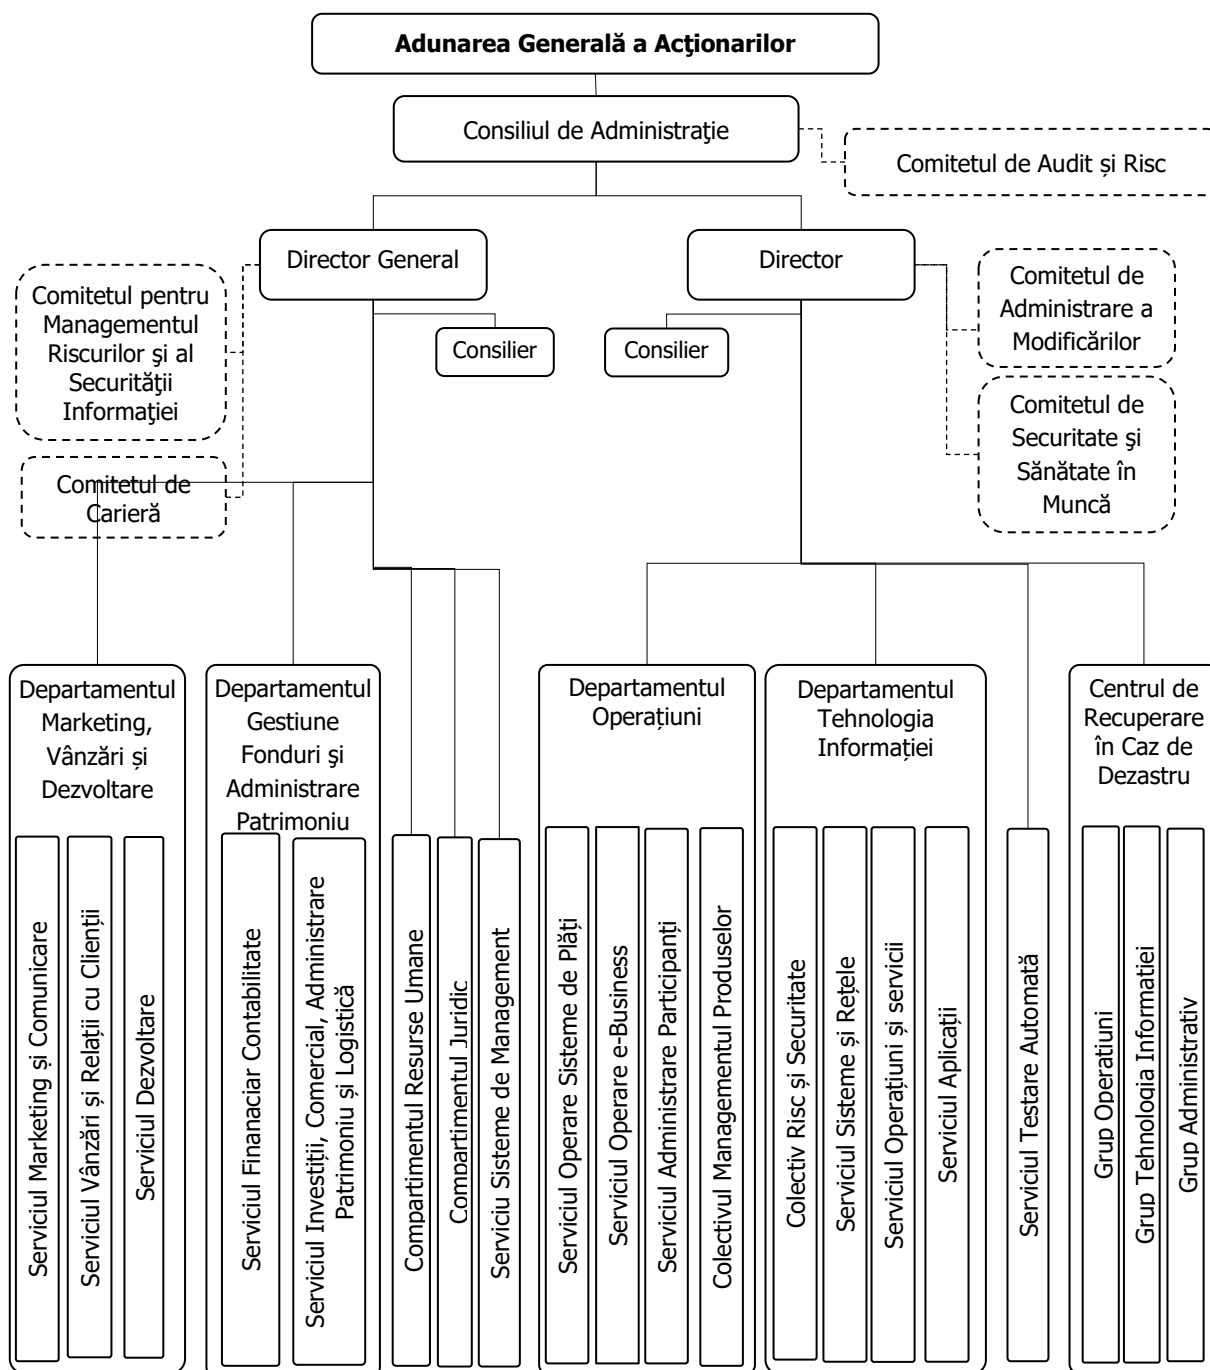 Adunarea Generală a Acţionarilor
Consiliul de Administraţie
Comitetul de Audit și Risc
Director General
Director
Comitetul pentru
Managementul
Riscurilor şi al
Securităţii
Informaţiei
Consilier
Consilier
Comitetul de
Administrare a
Modificărilor
Comitetul de
Securitate şi
Sănătate în
Muncă
Comitetul de
Carieră
Departamentul
Marketing,
Vânzări și
Dezvoltare
Departamentul
Gestiune
Fonduri şi
Administrare
Patrimoniu
Departamentul
Operațiuni
Departamentul
Tehnologia
Informației
Centrul de
Recuperare
în Caz de
Dezastru
Serviciul Marketing și Comunicare
Serviciul Vânzări și Relații cu Clienții
Serviciul Dezvoltare
Serviciul Finanaciar Contabilitate
Serviciul Investiții, Comercial, Administrare
Patrimoniu și Logistică
Compartimentul Resurse Umane
Compartimentul Juridic
Serviciu Sisteme de Management
Serviciul Operare Sisteme de Plăți
Serviciul Operare e-Business
Serviciul Administrare Participanți
Colectivul Managementul Produselor
Colectiv Risc și Securitate
Serviciul Sisteme și Rețele
Serviciul Operațiuni și servicii
Serviciul Aplicații
Serviciul Testare Automată
Grup Operatiuni
Grup Tehnologia Informatiei
Grup Administrativ